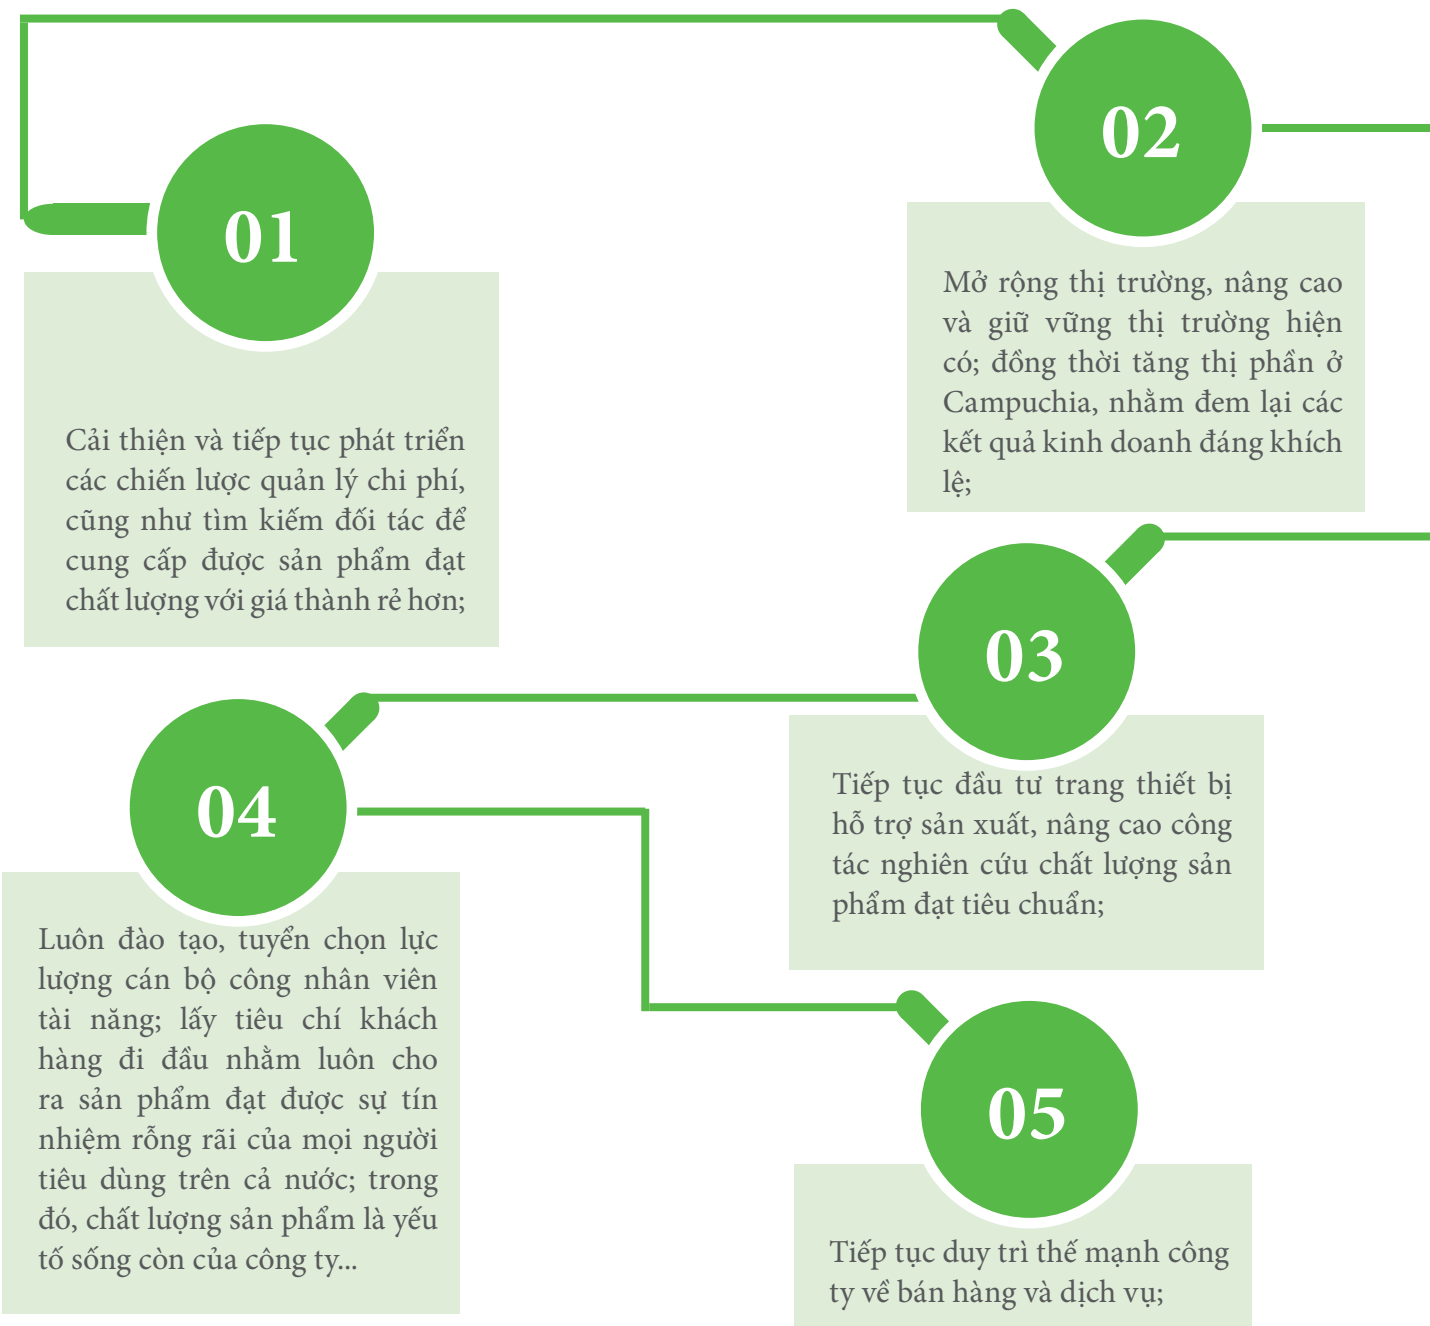 01
Cải thiện và tiếp tục phát triển
các chiến lược quản lý chi phí,
cũng như tìm kiếm đối tác để
cung cấp được sản phẩm đạt
chất lượng với giá thành rẻ hơn;
02
Mở rộng thị trường, nâng cao
và giữ vững thị trường hiện
có; đồng thời tăng thị phần ở
Campuchia, nhằm đem lại các
kết quả kinh doanh đáng khích
lệ;
03
Tiếp tục đầu tư trang thiết bị
hỗ trợ sản xuất, nâng cao công
tác nghiên cứu chất lượng sản
phẩm đạt tiêu chuẩn;
04
Luôn đào tạo, tuyển chọn lực
lượng cán bộ công nhân viên
tài năng; lấy tiêu chí khách
hàng đi đầu nhằm luôn cho
ra sản phẩm đạt được sự tín
nhiệm rỗng rãi của mọi người
tiêu dùng trên cả nước; trong
đó, chất lượng sản phẩm là yếu
tố sống còn của công ty...
05
Tiếp tục duy trì thế mạnh công
ty về bán hàng và dịch vụ;